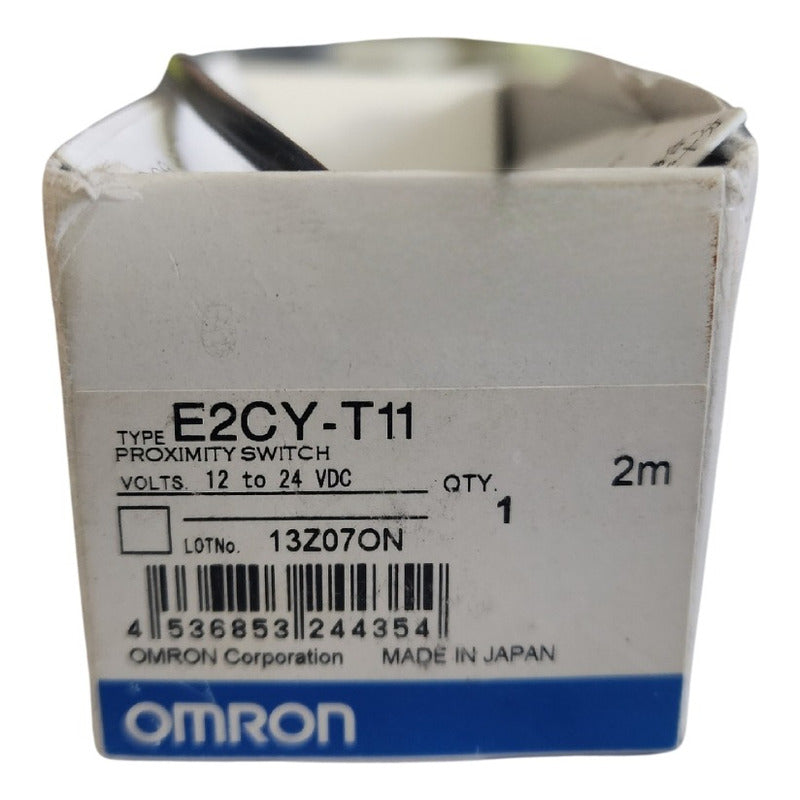 TYPE E2CY-T11
PROXIMITY SWITCH
VOLTS. 12 to 24 VDC
QTY. 1
2m
LOTNo. 13Z07ON
4 536853 244354
OMRON Corporation MADE IN JAPAN
OMRON